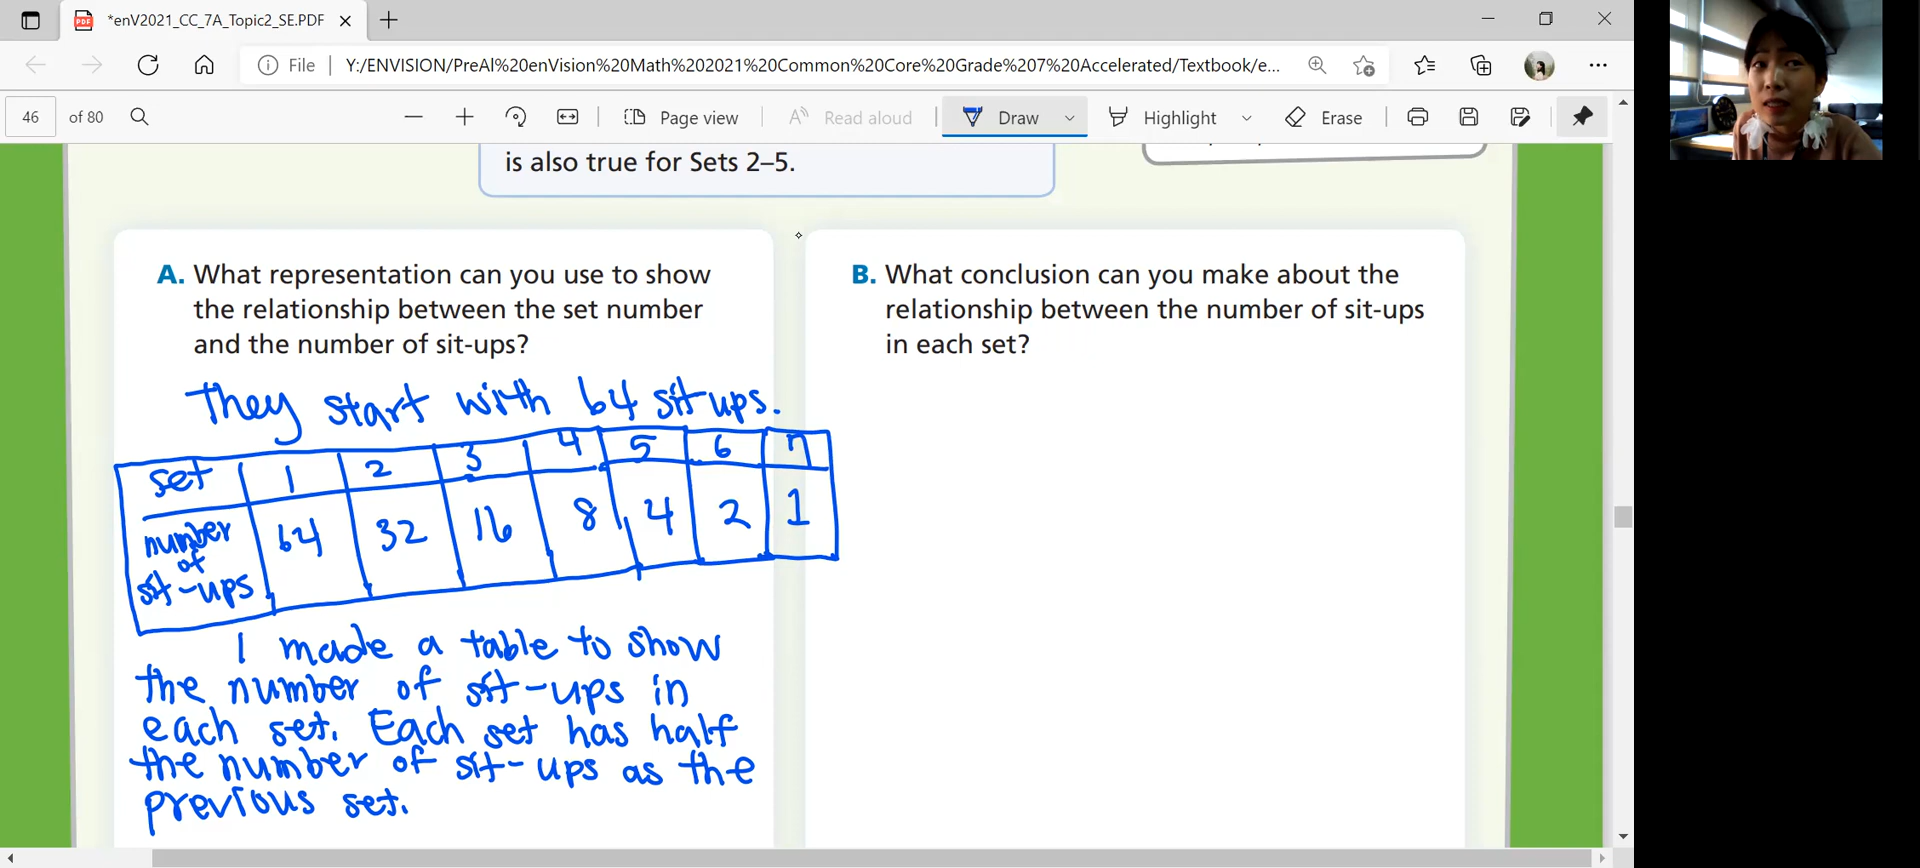 *enV2021_CC_7A_Topic2_SE.PDF
File
Y:/ENVISION/PreAl%20enVision%20Math%202021%20Common%20Core%20Grade%207%20Accelerated/Textbook/e...
46 of 80
Page view
Read aloud
Draw
Highlight
Erase
is also true for Sets 2–5.
A. What representation can you use to show
the relationship between the set number
and the number of sit-ups?
They start with 64 sit ups.
set 1 2 3 4 5 6 7
number of sit-ups 64 32 16 8 4 2 1
I made a table to show
the number of sit-ups in
each set. Each set has half
the number of sit-ups as the
previous set.
B. What conclusion can you make about the
relationship between the number of sit-ups
in each set?